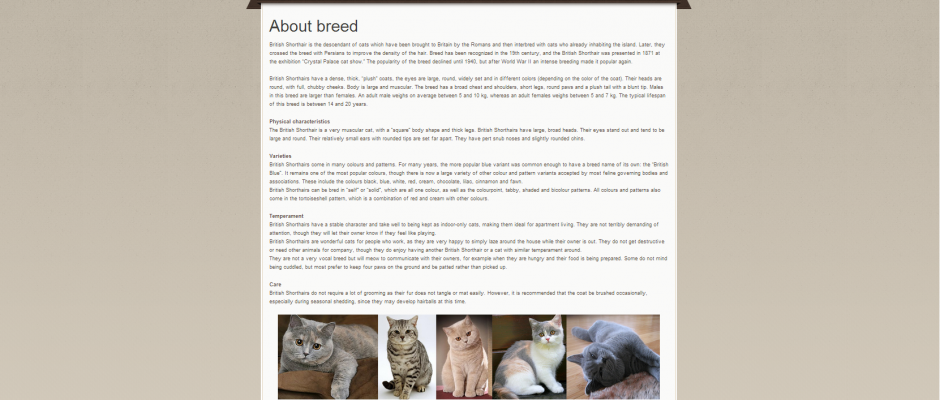 About breed
British Shorthair is the descendant of cats which have been brought to Britain by the Romans and then interbred with cats who already inhabiting the island. Later, they
crossed the breed with Persians to improve the density of the hair. Breed has been recognized in the 19th century, and the British Shorthair was presented in 1871 at
the exhibition "Crystal Palace cat show." The popularity of the breed declined until 1940, but after World War II an intense breeding made it popular again.
British Shorthairs have a dense, thick, "plush" coats, the eyes are large, round, widely set and in different colors (depending on the color of the coat). Their heads are
round, with full, chubby cheeks. Body is large and muscular. The breed has a broad chest and shoulders, short legs, round paws and a plush tail with a blunt tip. Males
in this breed are larger than females. An adult male weighs on average between 5 and 10 kg, whereas an adult females weighs between 5 and 7 kg. The typical lifespan
of this breed is between 14 and 20 years.
Physical characteristics
The British Shorthair is a very muscular cat, with a "square" body shape and thick legs. British Shorthairs have large, broad heads. Their eyes stand out and tend to be
large and round. Their relatively small ears with rounded tips are set far apart. They have pert snub noses and slightly rounded chins.
Varieties
British Shorthairs come in many colours and patterns. For many years, the more popular blue variant was common enough to have a breed name of its own: the "British
Blue". It remains one of the most popular colours, though there is now a large variety of other colour and pattern variants accepted by most feline governing bodies and
associations. These include the colours black, blue, white, red, cream, chocolate, lilac, cinnamon and fawn.
British Shorthairs can be bred in "self" or "solid", which are all one colour, as well as the colourpoint, tabby, shaded and bicolour patterns. All colours and patterns also
come in the tortoiseshell pattern, which is a combination of red and cream with other colours.
Temperament
British Shorthairs have a stable character and take well to being kept as indoor-only cats, making them ideal for apartment living. They are not terribly demanding of
attention, though they will let their owner know if they feel like playing.
British Shorthairs are wonderful cats for people who work, as they are very happy to simply laze around the house while their owner is out. They do not get destructive
or need other animals for company, though they do enjoy having another British Shorthair or a cat with similar temperament around.
They are not a very vocal breed but will meow to communicate with their owners, for example when they are hungry and their food is being prepared. Some do not mind
being cuddled, but most prefer to keep four paws on the ground and be patted rather than picked up.
Care
British Shorthairs do not require a lot of grooming as their fur does not tangle or mat easily. However, it is recommended that the coat be brushed occasionally,
especially during seasonal shedding, since they may develop hairballs at this time.